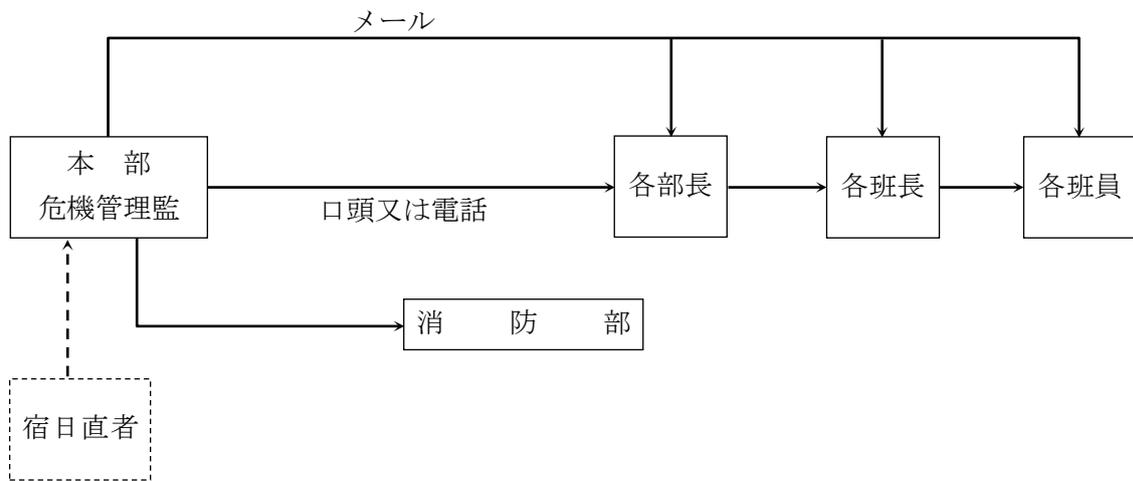 メール
本　部
危機管理監
口頭又は電話
各部長
各班長
各班員
消　防　部
宿日直者